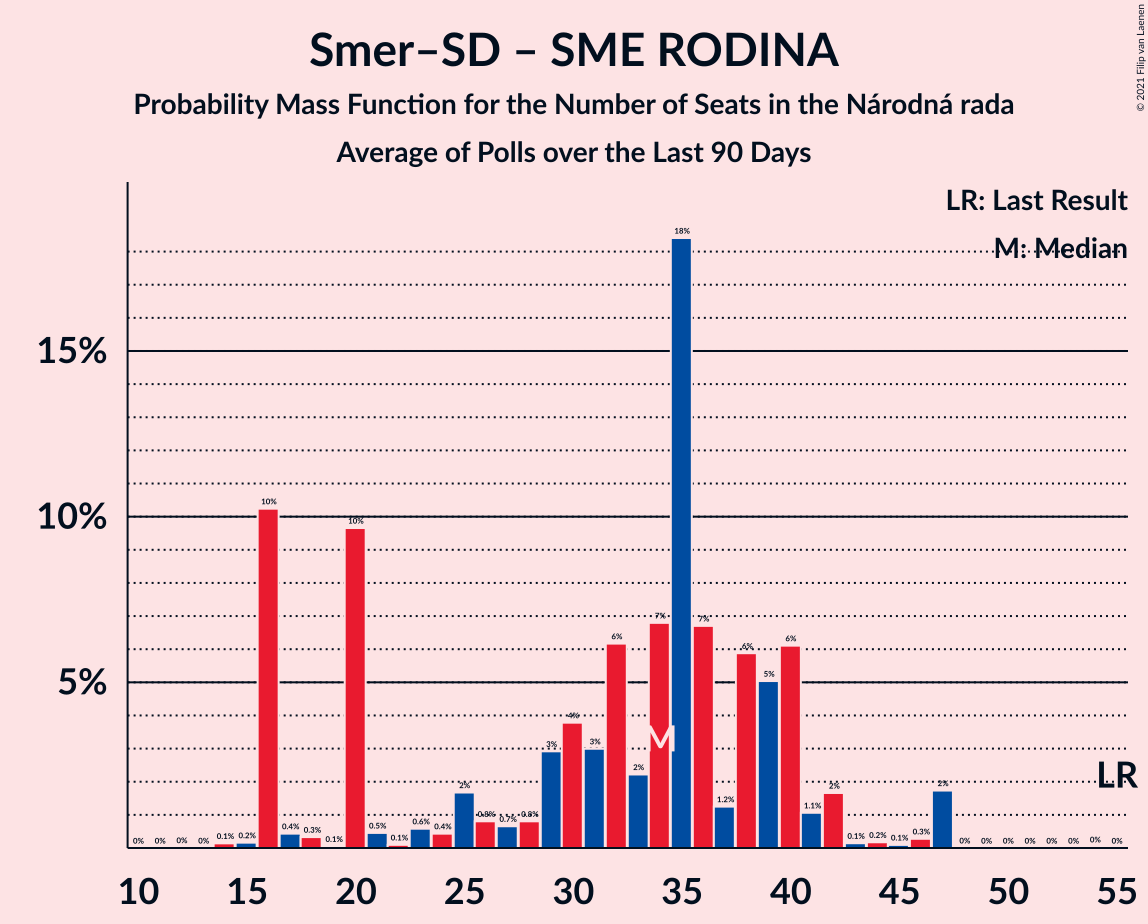 Smer–SD – SME RODINA
Probability Mass Function for the Number of Seats in the Národná rada
Average of Polls over the Last 90 Days
© 2021 Filip van Laenen
LR: Last Result
M: Median
15%
10%
5%
0% 0% 0% 0% 0.1% 0.2% 10% 0.4% 0.3% 0.1% 10% 0.5% 0.1% 0.6% 0.4% 2% 0.8% 0.7% 0.8% 3% 4% 3% 6% 2% 7% 18% 7% 1.2% 6% 5% 6% 1.1% 2% 0.1% 0.2% 0.1% 0.3% 2% 0% 0% 0% 0% 0% 0% 0% 0%
M
LR
10 15 20 25 30 35 40 45 50 55